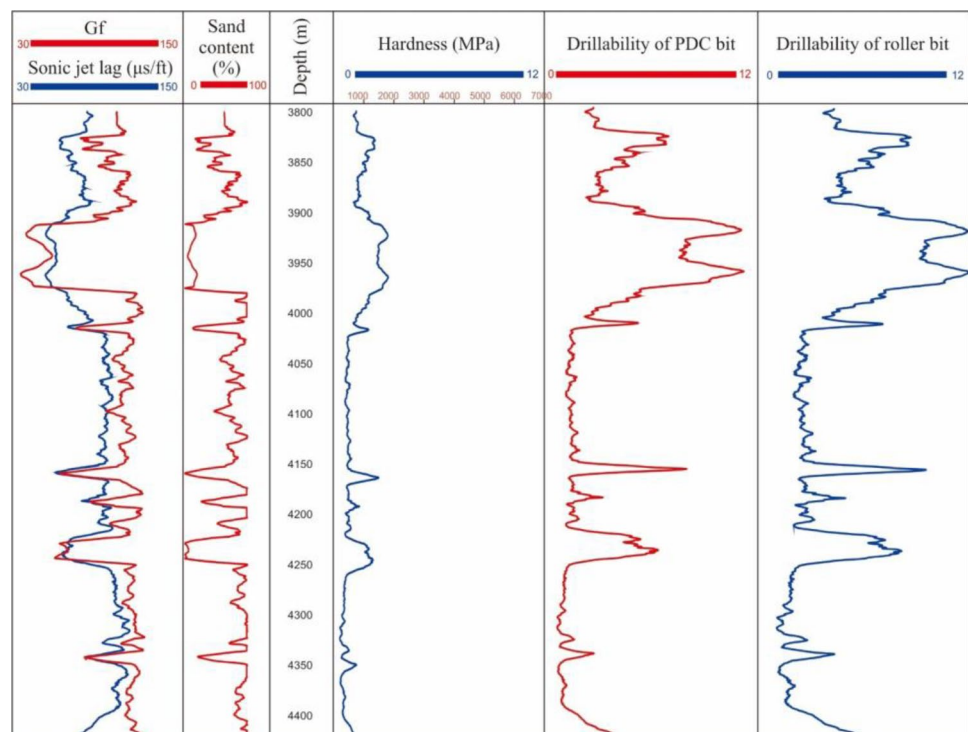 Gf
30 150
Sonic jet lag (μs/ft)
30 150
Sand
content
(%)
0 100
Depth (m)
Hardness (MPa)
0 12
1000 2000 3000 4000 5000 6000 7000
Drillability of PDC bit
0 12
Drillability of roller bit
0 12
3800
3850
3900
3950
4000
4050
4100
4150
4200
4250
4300
4350
4400